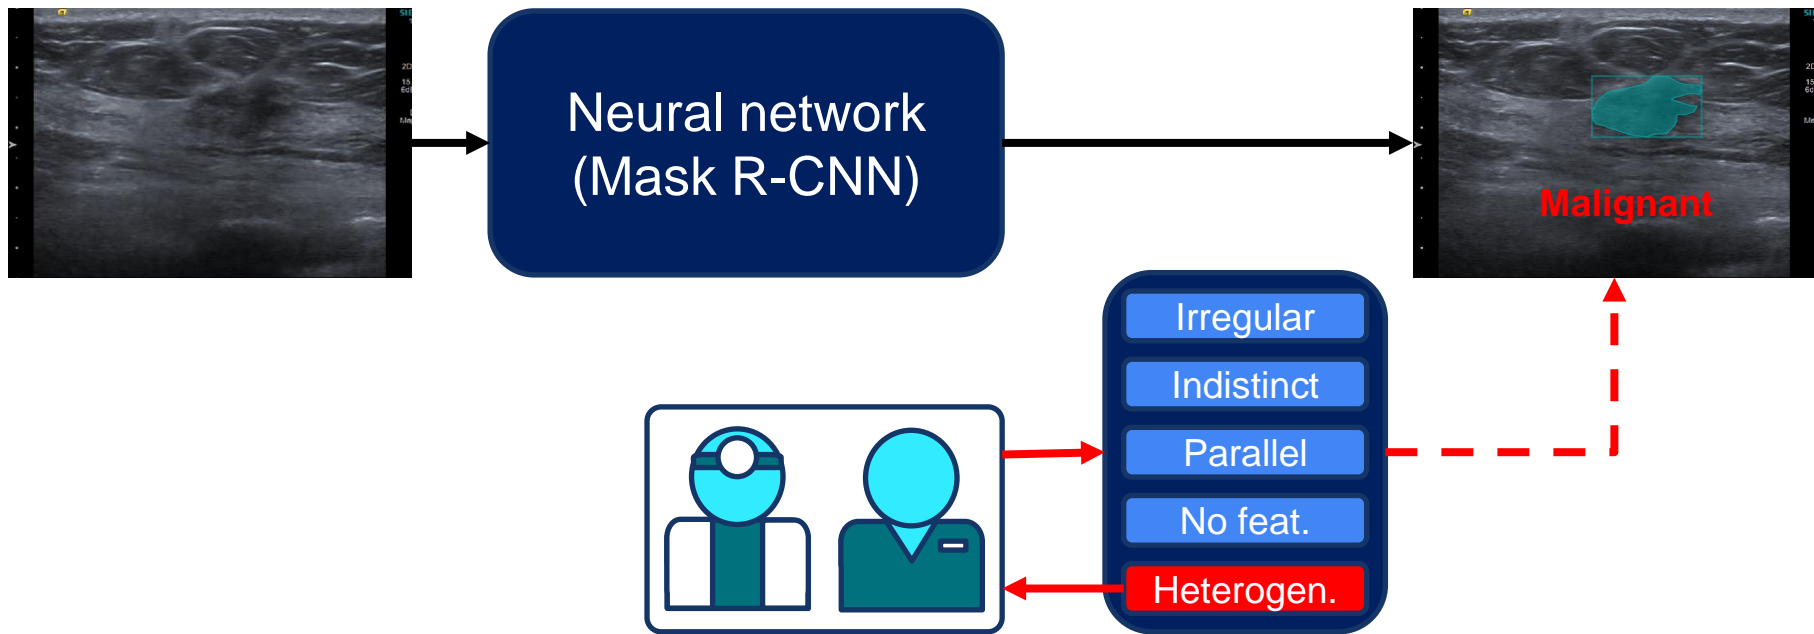 Neural network
(Mask R-CNN)
Malignant
Irregular
Indistinct
Parallel
No feat.
Heterogen.